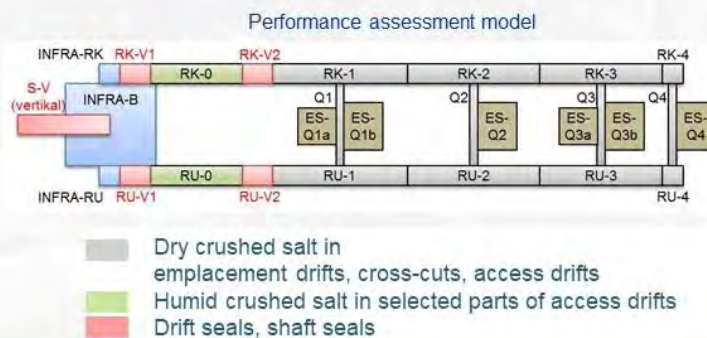 Performance assessment model
INFRA-RK RK-V1 RK-V2 RK-4
RK-0 RK-1 RK-2 RK-3
S-V
(vertikal)
INFRA-B
Q1 Q2 Q3 Q4
ES-
Q1a
ES-
Q1b
ES-
Q2
ES-
Q3a
ES-
Q3b
ES-
Q4
RU-0 RU-1 RU-2 RU-3
INFRA-RU RU-V1 RU-V2 RU-4
Dry crushed salt in
emplacement drifts, cross-cuts, access drifts
Humid crushed salt in selected parts of access drifts
Drift seals, shaft seals